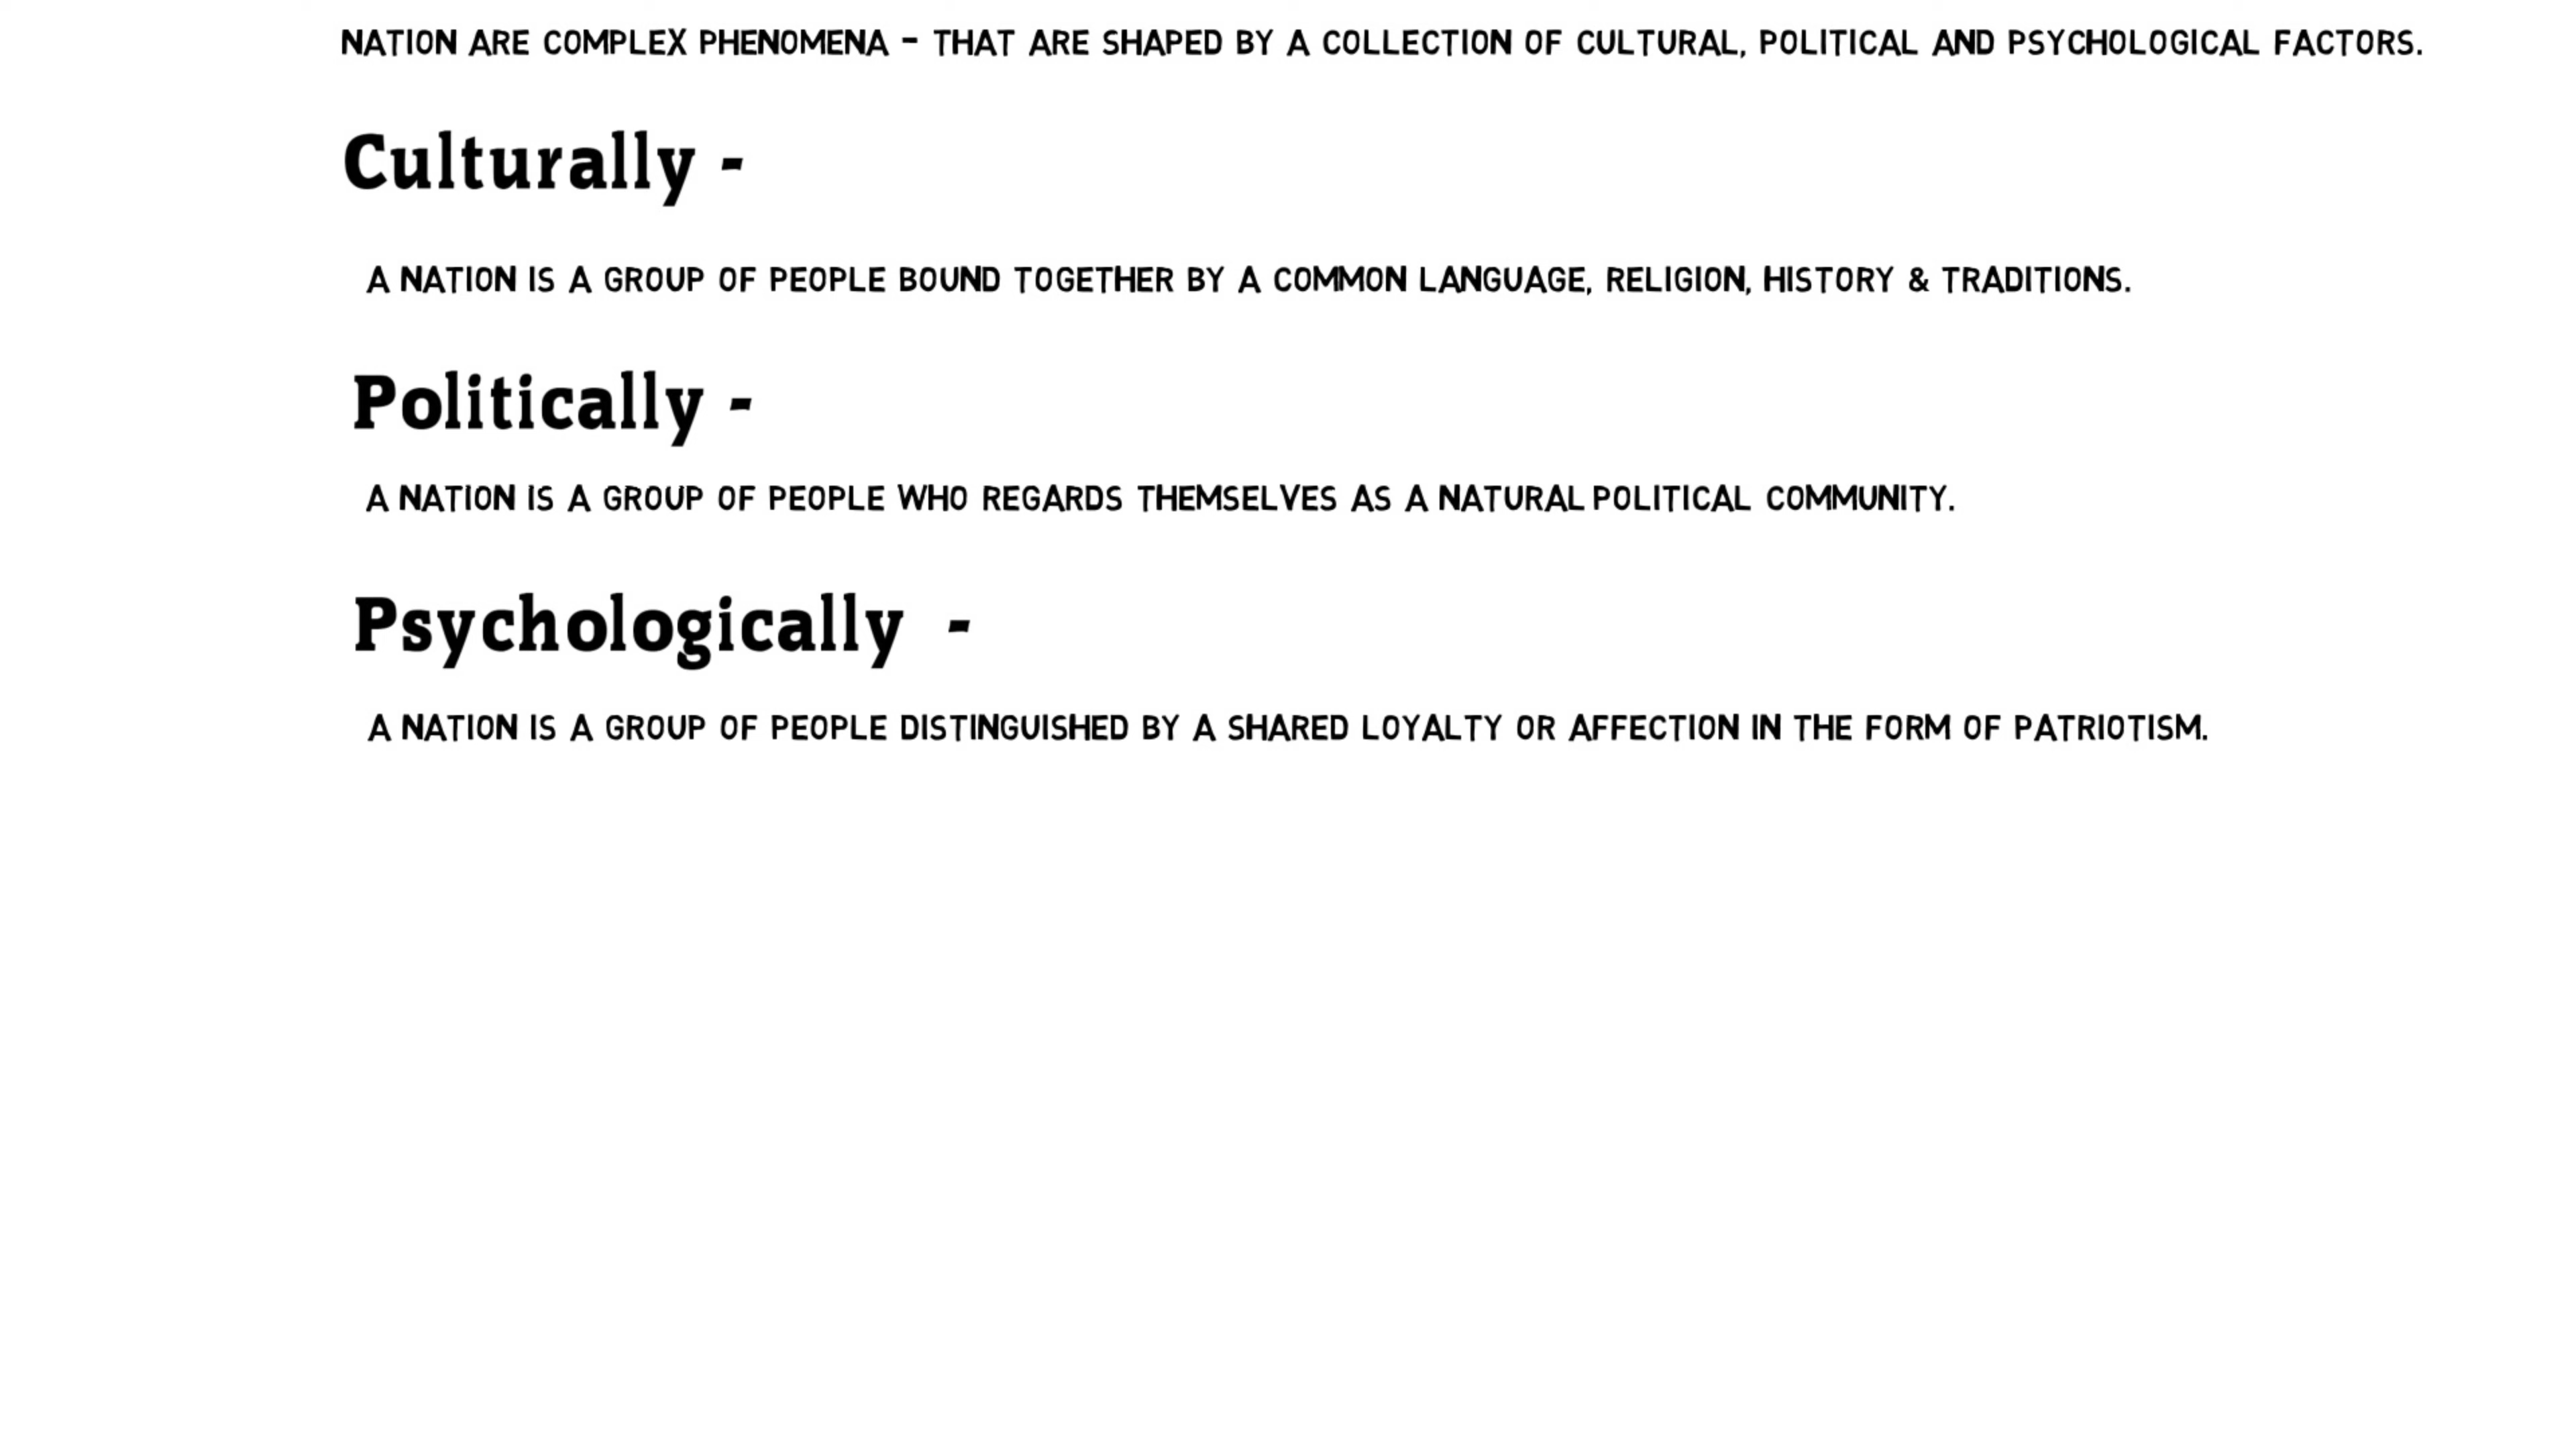 NATION ARE COMPLEX PHENOMENA - THAT ARE SHAPED BY A COLLECTION OF CULTURAL, POLITICAL AND PSYCHOLOGICAL FACTORS.
Culturally -
A NATION IS A GROUP OF PEOPLE BOUND TOGETHER BY A COMMON LANGUAGE, RELIGION, HISTORY & TRADITIONS.
Politically -
A NATION IS A GROUP OF PEOPLE WHO REGARDS THEMSELVES AS A NATURAL POLITICAL COMMUNITY.
Psychologically -
A NATION IS A GROUP OF PEOPLE DISTINGUISHED BY A SHARED LOYALTY OR AFFECTION IN THE FORM OF PATRIOTISM.